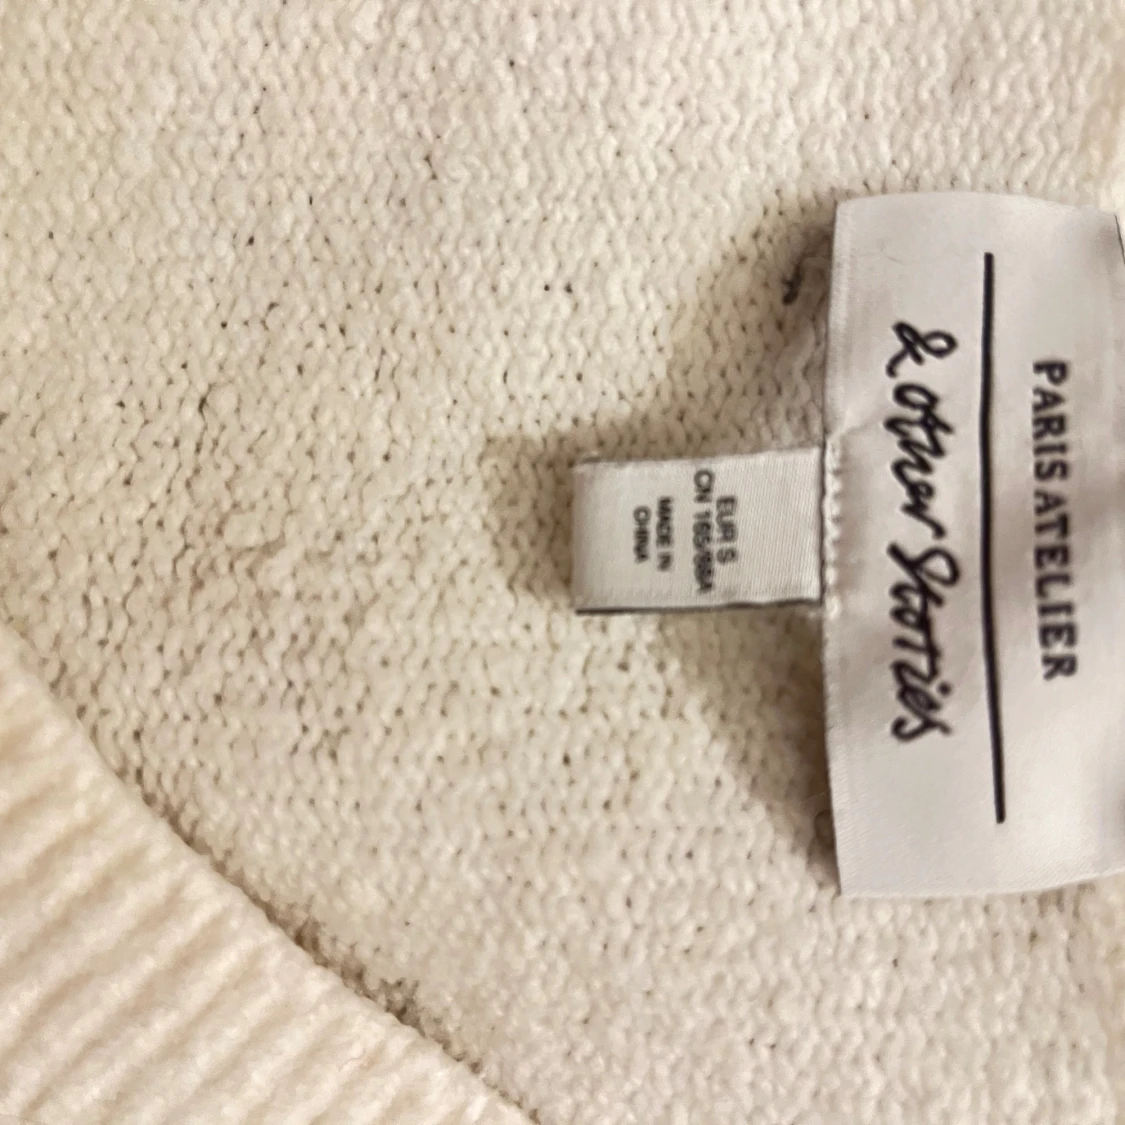 PARIS ATELIER
& other Stories
EUR S
CN 165/88A
MADE IN
CHINA